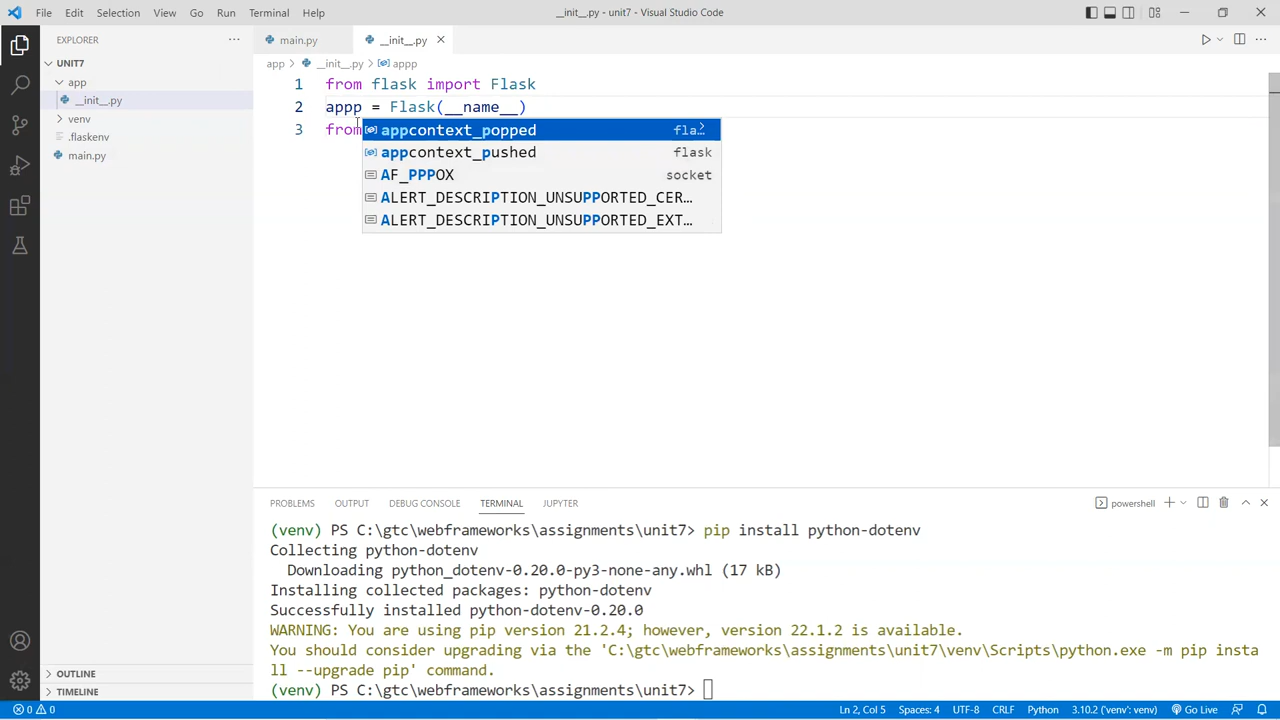 File Edit Selection View Go Run Terminal Help __init__.py - unit7 - Visual Studio Code
EXPLORER ...
main.py __init__.py
UNIT7
app > __init__.py > appp
app
__init__.py
venv
.flaskenv
main.py
1 from flask import Flask
2 appp = Flask(__name__)
3 from
appcontext_popped fla…
appcontext_pushed flask
AF_PPPOX socket
ALERT_DESCRIPTION_UNSUPPORTED_CER…
ALERT_DESCRIPTION_UNSUPPORTED_EXT…
PROBLEMS OUTPUT DEBUG CONSOLE TERMINAL JUPYTER powershell
(venv) PS C:\gtc\webframeworks\assignments\unit7> pip install python-dotenv
Collecting python-dotenv
Downloading python_dotenv-0.20.0-py3-none-any.whl (17 kB)
Installing collected packages: python-dotenv
Successfully installed python-dotenv-0.20.0
WARNING: You are using pip version 21.2.4; however, version 22.1.2 is available.
You should consider upgrading via the 'C:\gtc\webframeworks\assignments\unit7\venv\Scripts\python.exe -m pip insta
ll --upgrade pip' command.
(venv) PS C:\gtc\webframeworks\assignments\unit7>
OUTLINE
TIMELINE
0 0 Ln 2, Col 5 Spaces: 4 UTF-8 CRLF Python 3.10.2 ('venv': venv) Go Live